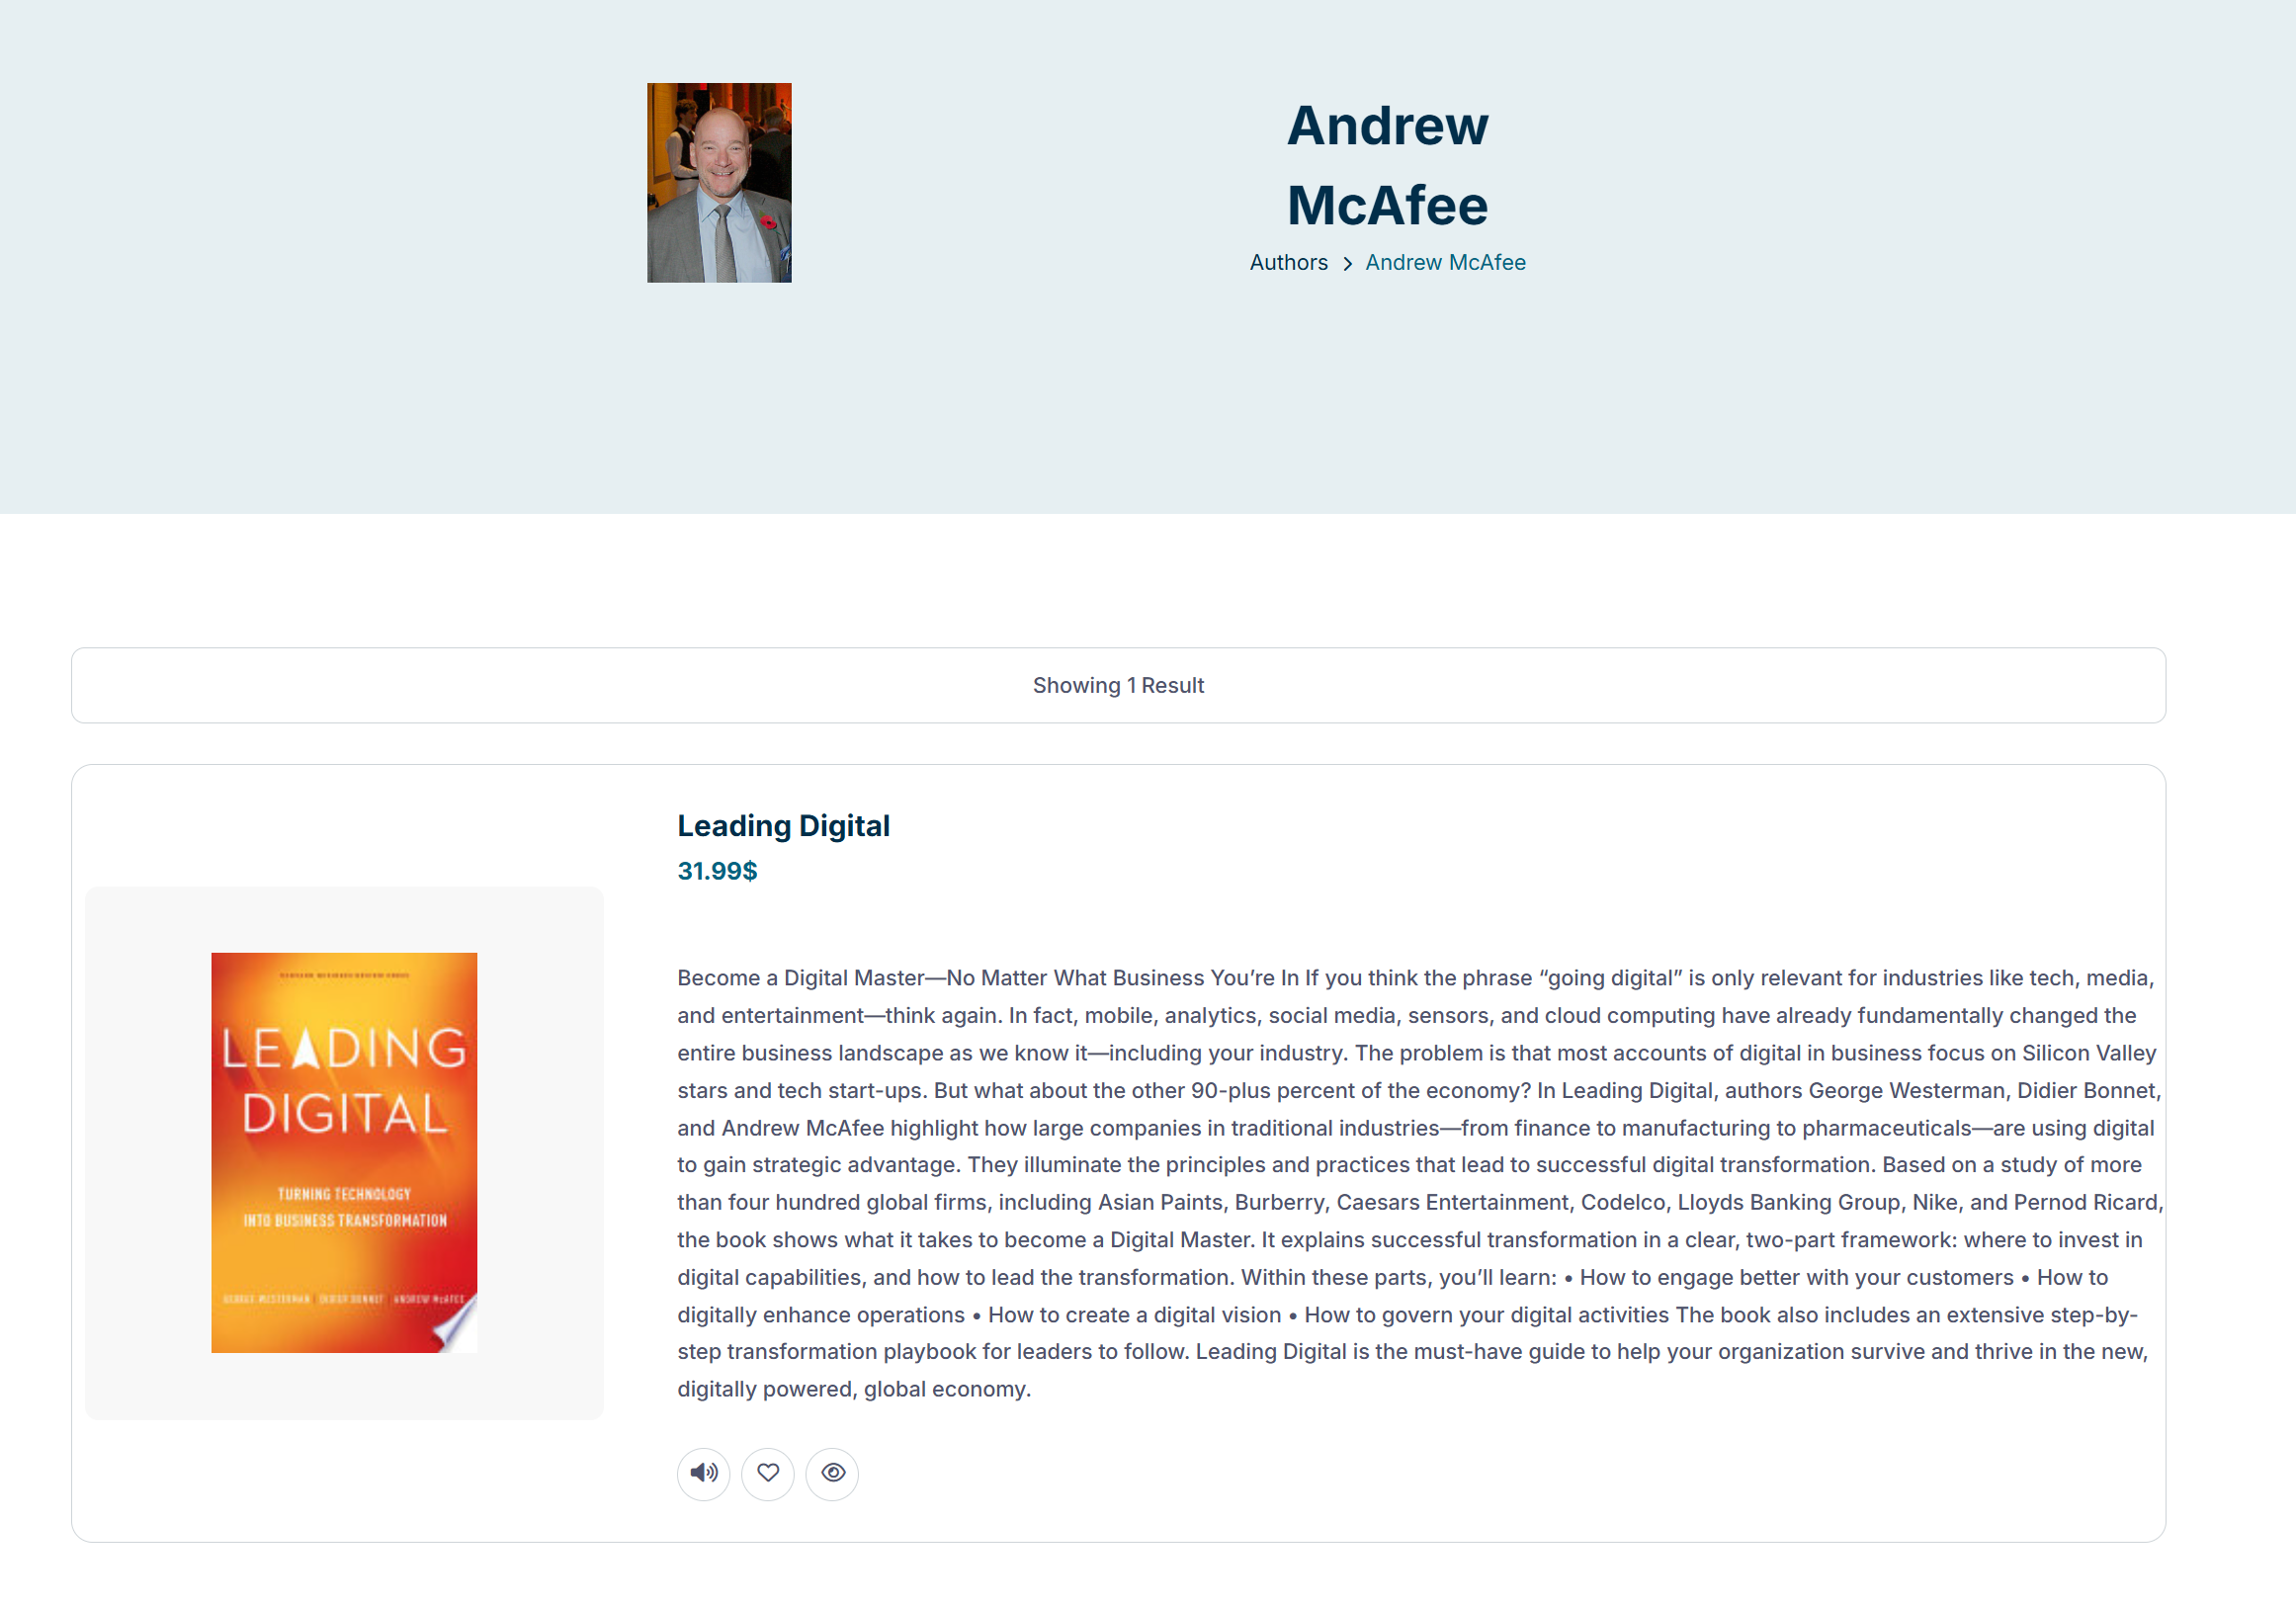 Andrew
McAfee
Authors > Andrew McAfee
Showing 1 Result
Leading Digital
31.99$
LEADING
DIGITAL
TURNING TECHNOLOGY
INTO BUSINESS TRANSFORMATION
GEORGE WESTERMAN | DIDIER BONNET | ANDREW McAFEE
Become a Digital Master—No Matter What Business You’re In If you think the phrase “going digital” is only relevant for industries like tech, media,
and entertainment—think again. In fact, mobile, analytics, social media, sensors, and cloud computing have already fundamentally changed the
entire business landscape as we know it—including your industry. The problem is that most accounts of digital in business focus on Silicon Valley
stars and tech start-ups. But what about the other 90-plus percent of the economy? In Leading Digital, authors George Westerman, Didier Bonnet,
and Andrew McAfee highlight how large companies in traditional industries—from finance to manufacturing to pharmaceuticals—are using digital
to gain strategic advantage. They illuminate the principles and practices that lead to successful digital transformation. Based on a study of more
than four hundred global firms, including Asian Paints, Burberry, Caesars Entertainment, Codelco, Lloyds Banking Group, Nike, and Pernod Ricard,
the book shows what it takes to become a Digital Master. It explains successful transformation in a clear, two-part framework: where to invest in
digital capabilities, and how to lead the transformation. Within these parts, you’ll learn: • How to engage better with your customers • How to
digitally enhance operations • How to create a digital vision • How to govern your digital activities The book also includes an extensive step-by-
step transformation playbook for leaders to follow. Leading Digital is the must-have guide to help your organization survive and thrive in the new,
digitally powered, global economy.